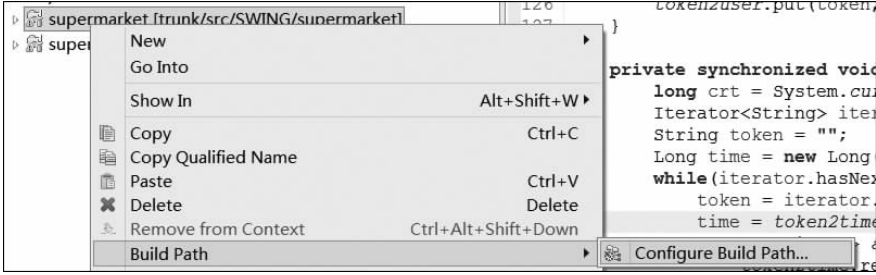 supermarket [trunk/src/SWING/supermarket]
super
New
Go Into
Show In Alt+Shift+W
Copy Ctrl+C
Copy Qualified Name
Paste Ctrl+V
Delete Delete
Remove from Context Ctrl+Alt+Shift+Down
Build Path
Configure Build Path...
126 token2user.put(token,
127 }
private synchronized void
long crt = System.cur
Iterator<String> iter
String token = "";
Long time = new Long(
while(iterator.hasNex
token = iterator.
time = token2time